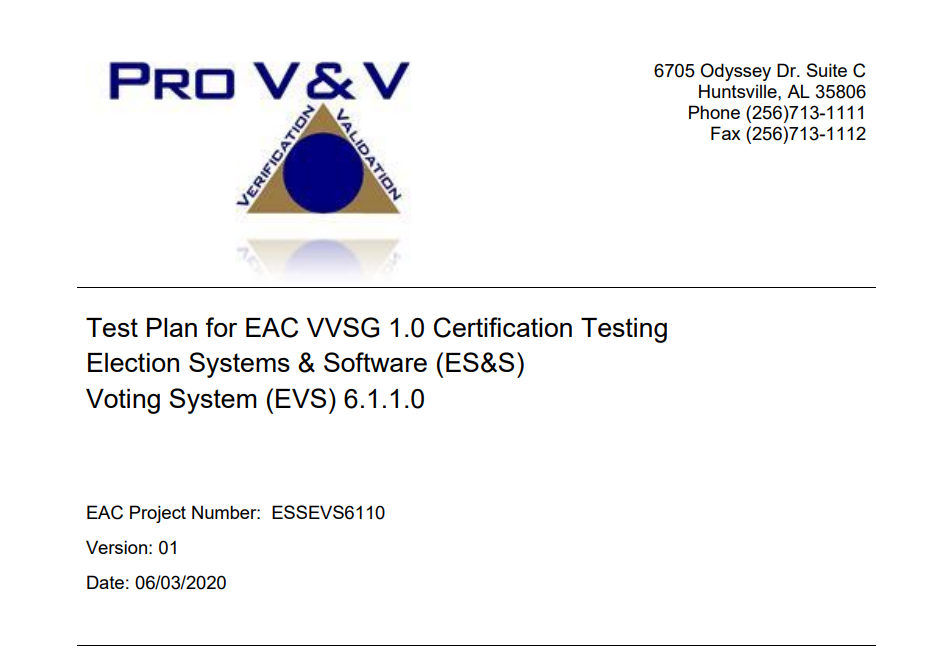 PRO V&V
VERIFICATION
VALIDATION
6705 Odyssey Dr. Suite C
Huntsville, AL 35806
Phone (256)713-1111
Fax (256)713-1112
Test Plan for EAC VVSG 1.0 Certification Testing
Election Systems & Software (ES&S)
Voting System (EVS) 6.1.1.0
EAC Project Number:  ESSEVS6110
Version: 01
Date: 06/03/2020